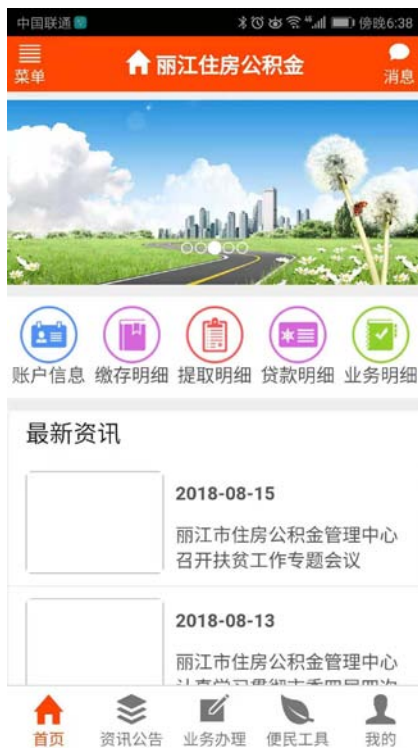 中国联通 傍晚6:38
菜单 丽江住房公积金 消息
账户信息 缴存明细 提取明细 贷款明细 业务明细
最新资讯
2018-08-15
丽江市住房公积金管理中心
召开扶贫工作专题会议
2018-08-13
丽江市住房公积金管理中心
首页 资讯公告 业务办理 便民工具 我的